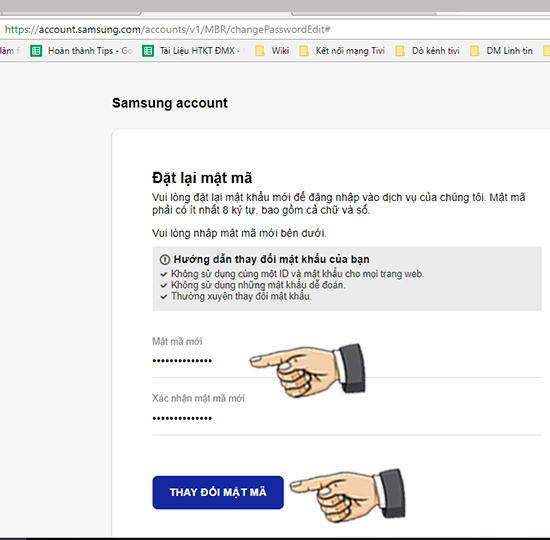 https://account.samsung.com/accounts/v1/MBR/changePasswordEdit#
làm f Hoàn thành Tips - Go Tài Liệu HTKT ĐMX - Wiki Kết nối mạng Tivi Dò kênh tivi DM Linh tin
Samsung account
Đặt lại mật mã
Vui lòng đặt lại mật khẩu mới để đăng nhập vào dịch vụ của chúng tôi. Mật mã
phải có ít nhất 8 ký tự, bao gồm cả chữ và số.
Vui lòng nhập mật mã mới bên dưới.
Hướng dẫn thay đổi mật khẩu của bạn
Không sử dụng cùng một ID và mật khẩu cho mọi trang web.
Không sử dụng những mật khẩu dễ đoán.
Thường xuyên thay đổi mật khẩu.
Mật mã mới
••••••••••••••
Xác nhận mật mã mới
••••••••••••••
THAY ĐỔI MẬT MÃ